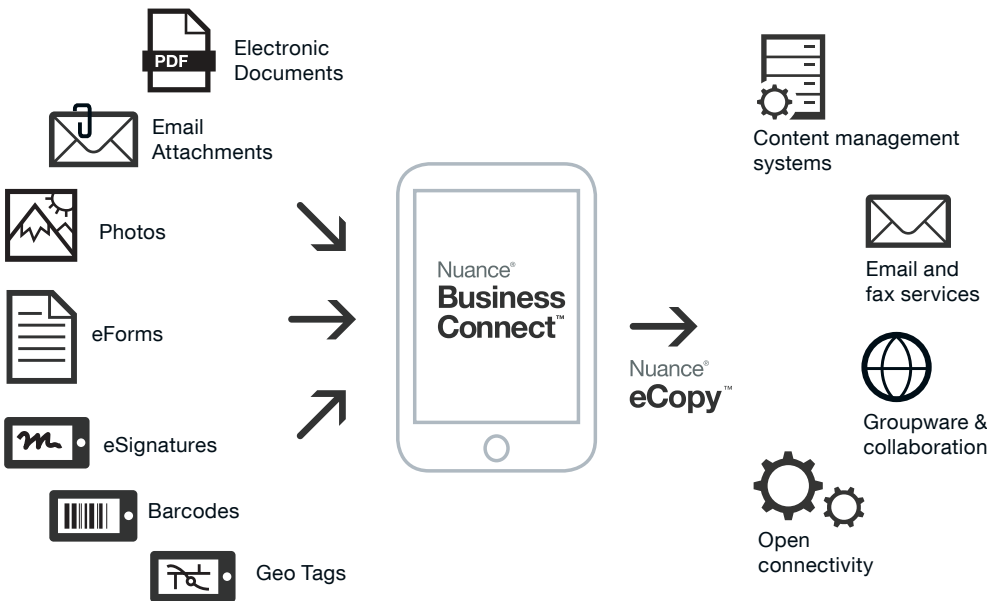 PDF
Electronic
Documents
Email
Attachments
Photos
eForms
eSignatures
Barcodes
Geo Tags
Nuance®
Business
Connect™
Nuance®
eCopy™
Content management
systems
Email and
fax services
Groupware &
collaboration
Open
connectivity